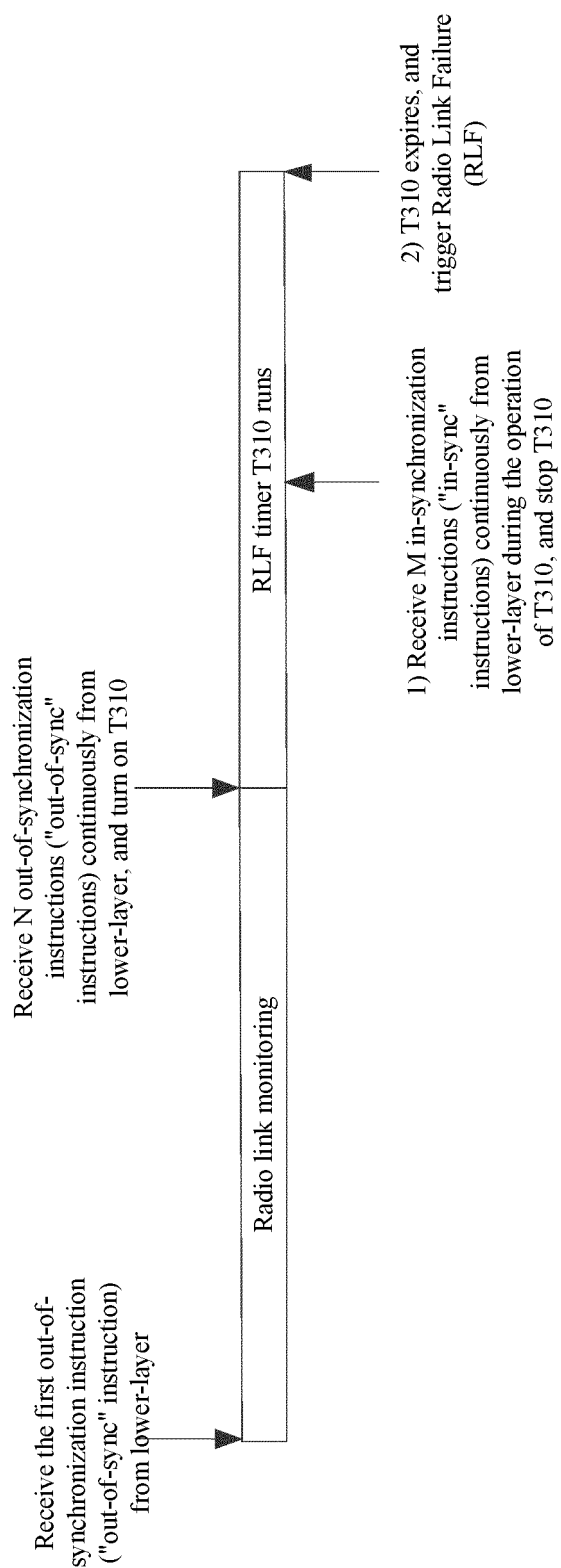 Receive the first out-of-
synchronization instruction
("out-of-sync" instruction)
from lower-layer
Receive N out-of-synchronization
instructions ("out-of-sync"
instructions) continuously from
lower-layer, and turn on T310
Radio link monitoring
RLF timer T310 runs
1) Receive M in-synchronization
instructions ("in-sync"
instructions) continuously from
lower-layer during the operation
of T310, and stop T310
2) T310 expires, and
trigger Radio Link Failure
(RLF)